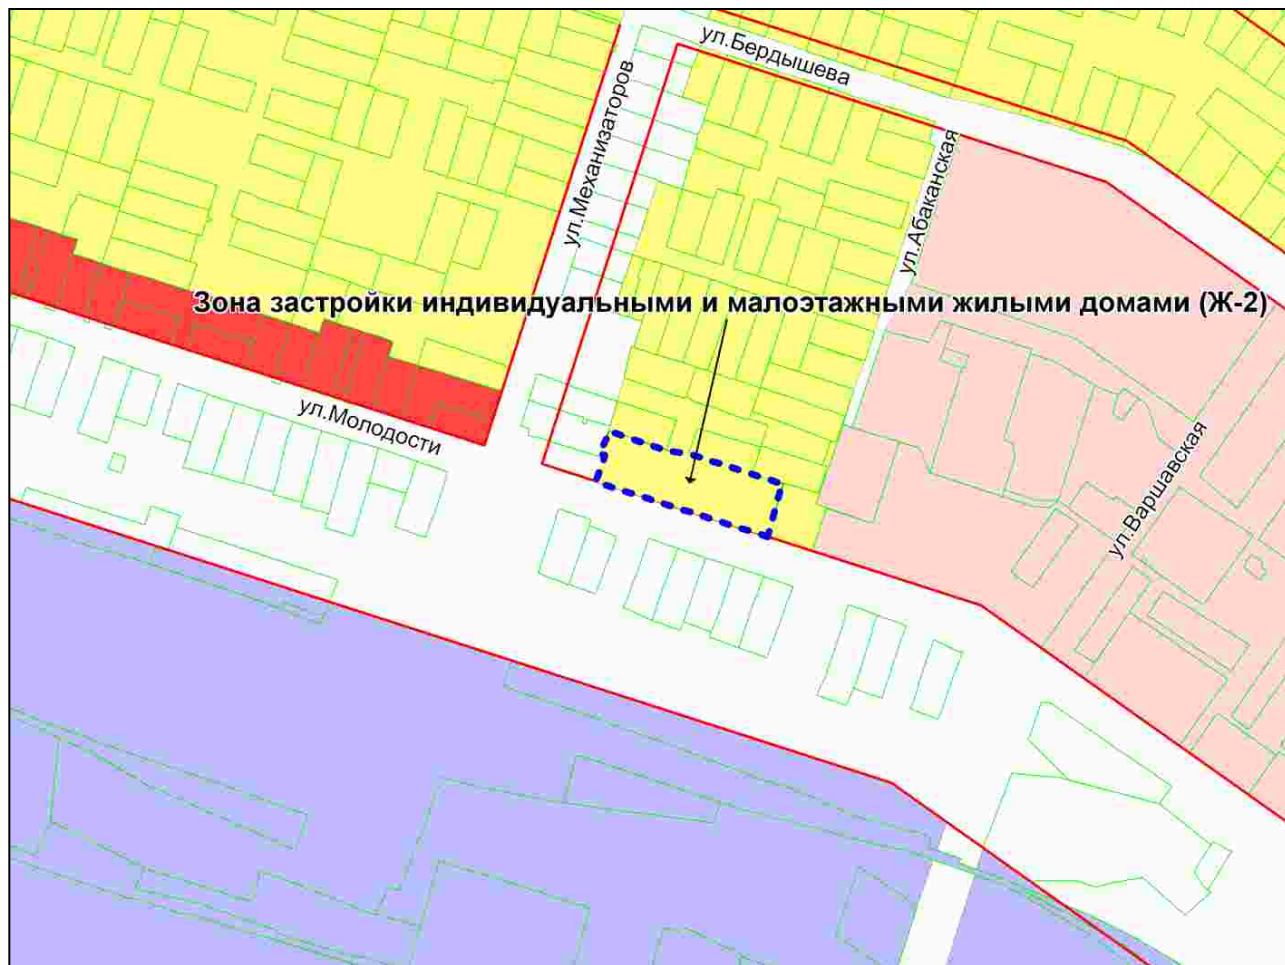 ул.Бердышева
ул.Механизаторов
ул.Абаканская
Зона застройки индивидуальными и малоэтажными жилыми домами (Ж-2)
ул.Молодости
ул.Варшавская